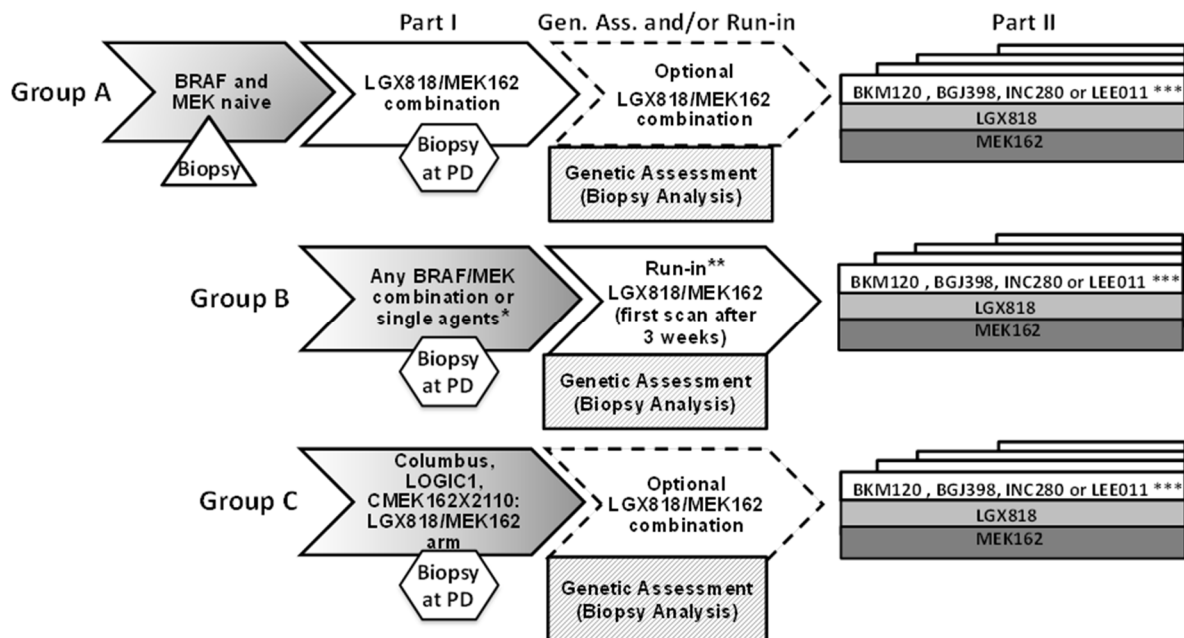 Part I
Gen. Ass. and/or Run-in
Part II
Group A
BRAF and
MEK naive
Biopsy
LGX818/MEK162
combination
Biopsy
at PD
Optional
LGX818/MEK162
combination
Genetic Assessment
(Biopsy Analysis)
BKM120 , BGJ398, INC280 or LEE011 ***
LGX818
MEK162
Group B
Any BRAF/MEK
combination or
single agents*
Biopsy
at PD
Run-in**
LGX818/MEK162
(first scan after
3 weeks)
Genetic Assessment
(Biopsy Analysis)
BKM120 , BGJ398, INC280 or LEE011 ***
LGX818
MEK162
Group C
Columbus,
LOGIC1,
CMEK162X2110:
LGX818/MEK162
arm
Biopsy
at PD
Optional
LGX818/MEK162
combination
Genetic Assessment
(Biopsy Analysis)
BKM120 , BGJ398, INC280 or LEE011 ***
LGX818
MEK162